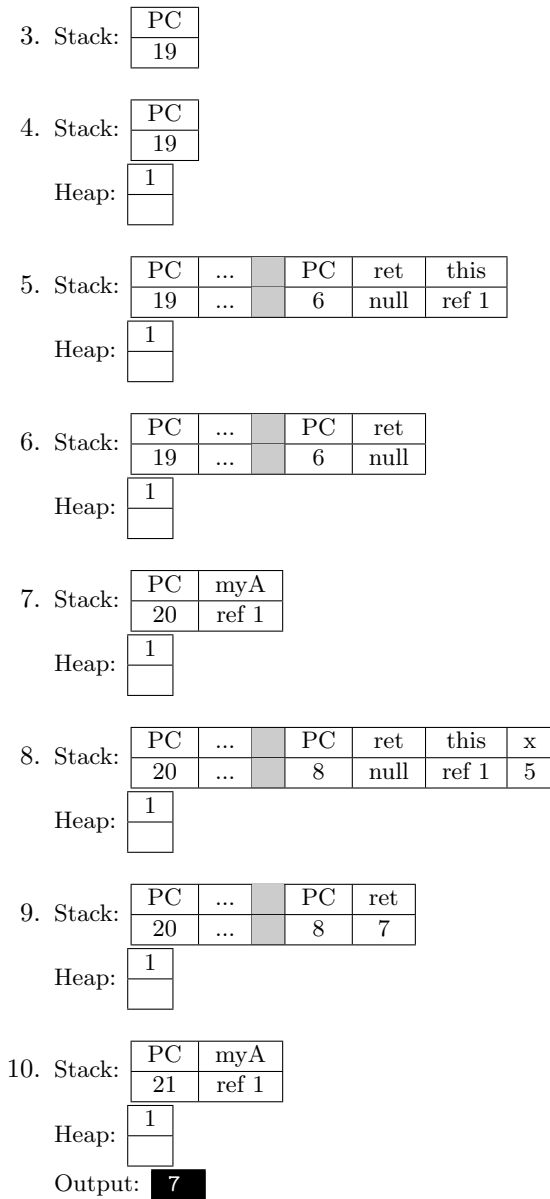 3. Stack: PC
19
4. Stack: PC
19
Heap: 1
5. Stack: PC ... PC ret this
19 ... 6 null ref 1
Heap: 1
6. Stack: PC ... PC ret
19 ... 6 null
Heap: 1
7. Stack: PC myA
20 ref 1
Heap: 1
8. Stack: PC ... PC ret this x
20 ... 8 null ref 1 5
Heap: 1
9. Stack: PC ... PC ret
20 ... 8 7
Heap: 1
10. Stack: PC myA
21 ref 1
Heap: 1
Output: 7